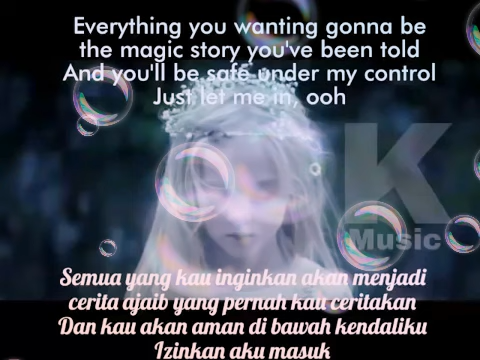 Everything you wanting gonna be
the magic story you've been told
And you'll be safe under my control
Just let me in, ooh
K
Music
Semua yang kau inginkan akan menjadi
cerita ajaib yang pernah kau ceritakan
Dan kau akan aman di bawah kendaliku
Izinkan aku masuk